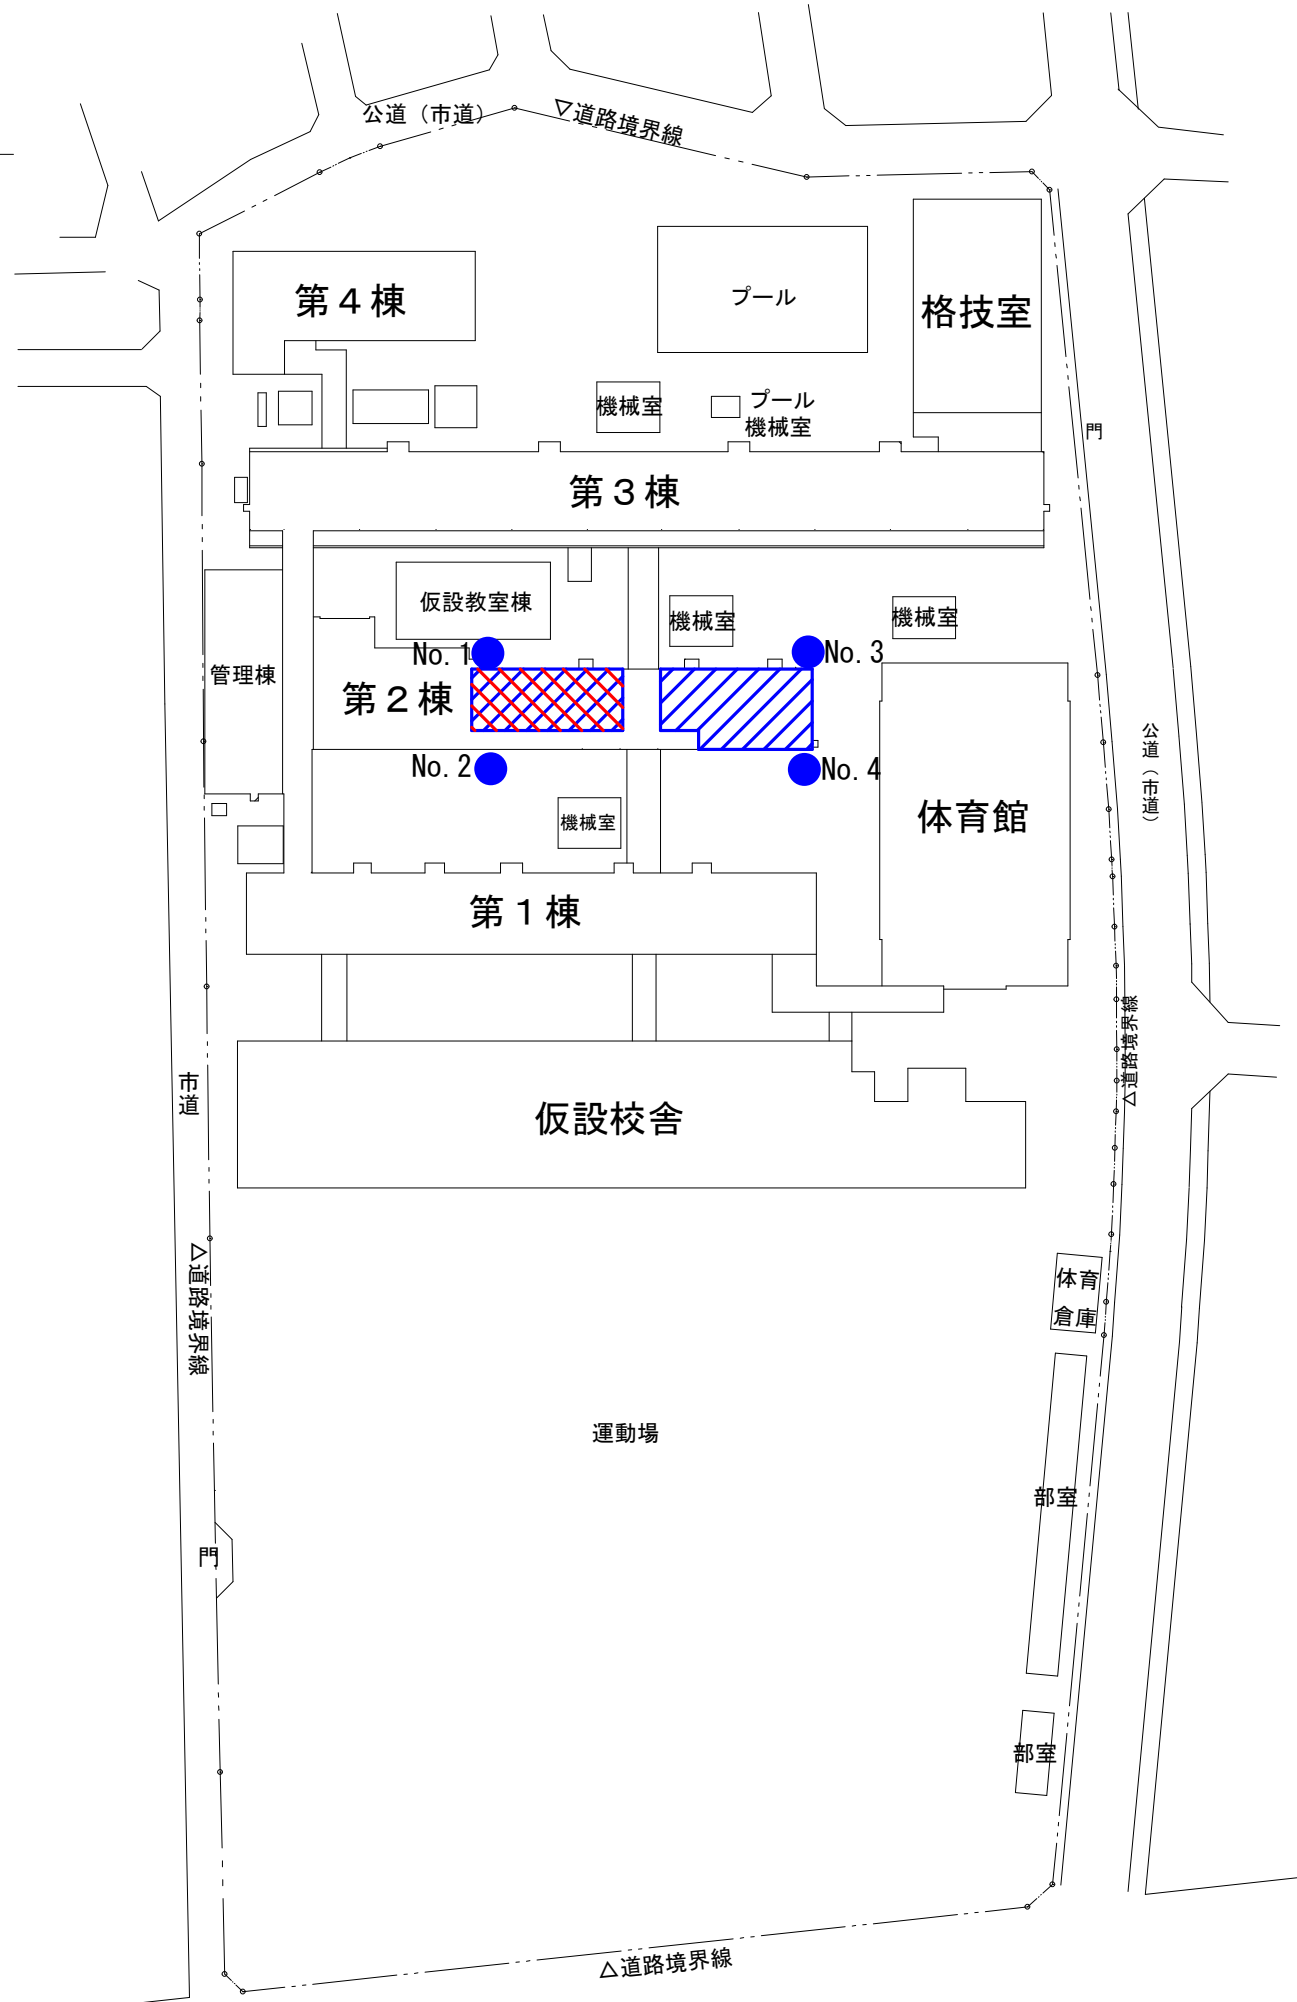 公道（市道）
▽道路境界線
第４棟
プール
格技室
機械室
プール
機械室
門
第３棟
仮設教室棟
機械室
機械室
No.1
No.3
管理棟
第２棟
公道（市道）
No.2
No.4
機械室
体育館
第１棟
△道路境界線
市道
仮設校舎
△道路境界線
体育
倉庫
運動場
部室
門
部室
△道路境界線